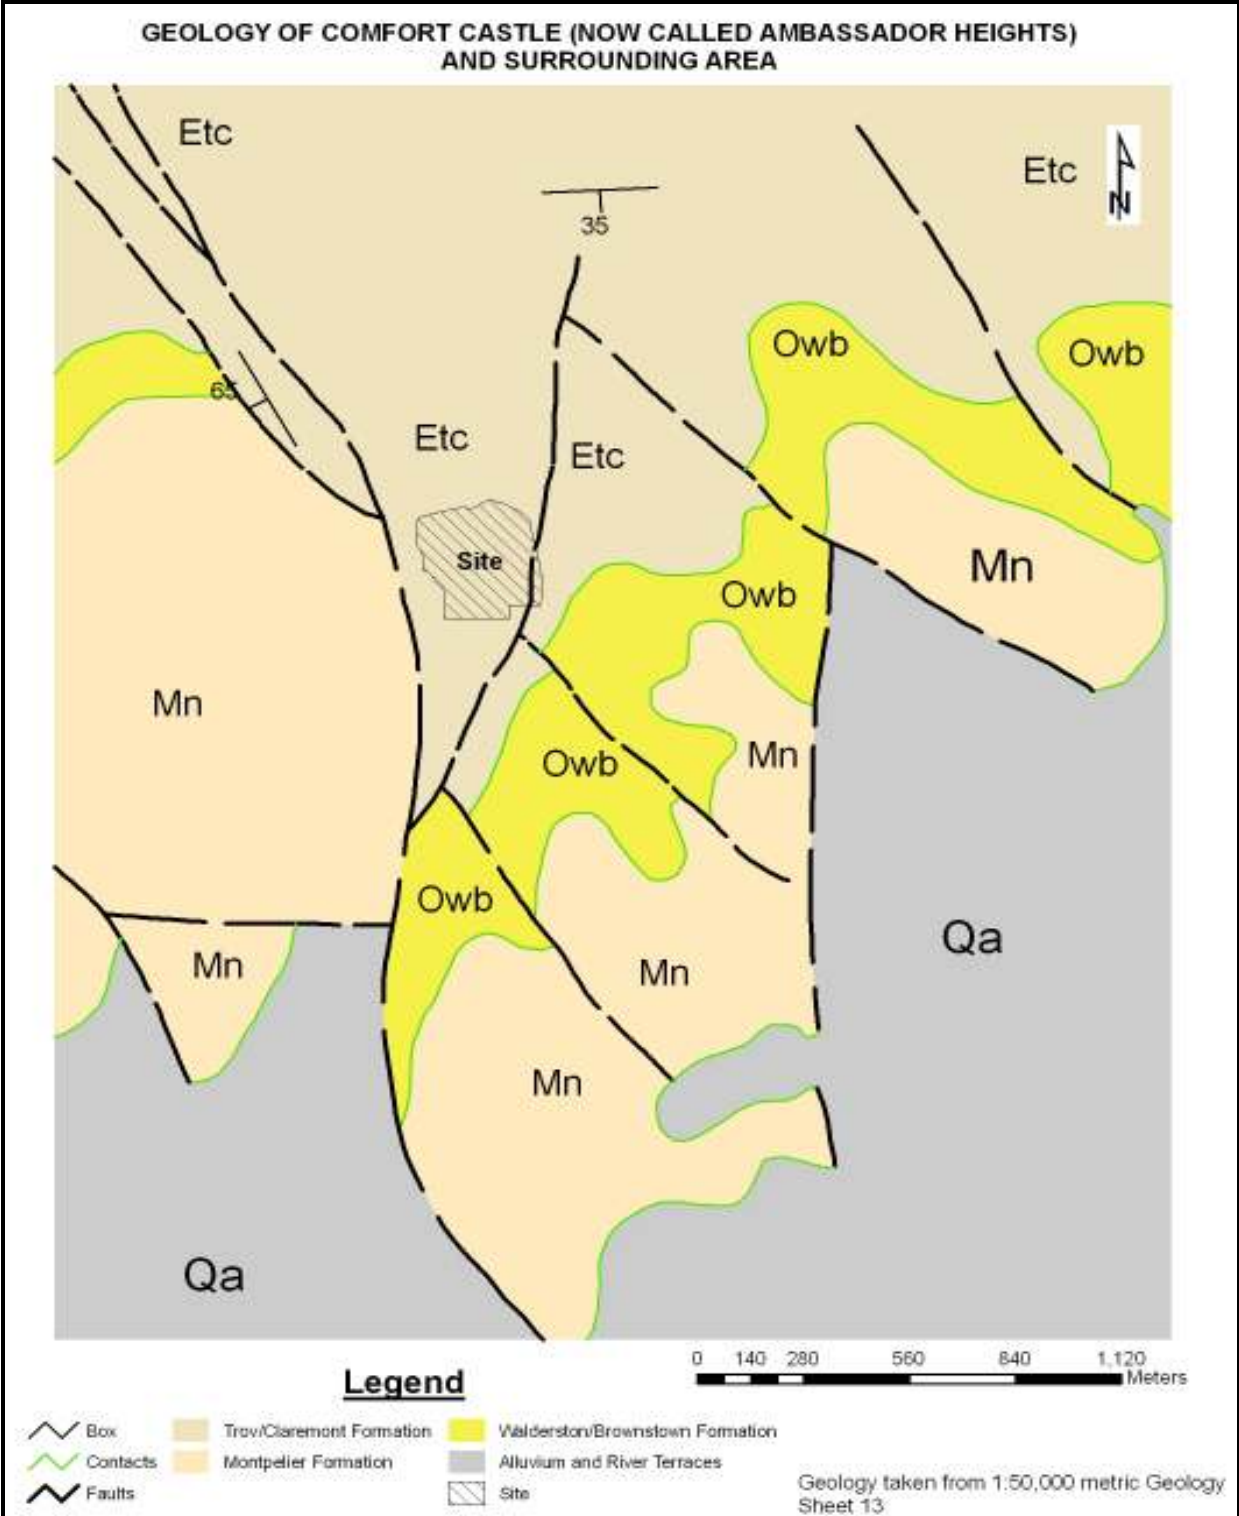 GEOLOGY OF COMFORT CASTLE (NOW CALLED AMBASSADOR HEIGHTS)
AND SURROUNDING AREA
Etc
Etc
N
35
Owb
Owb
65
Etc
Etc
Site
Mn
Owb
Mn
Mn
Owb
Owb
Qa
Mn
Mn
Mn
Qa
0 140 280 560 840 1,120
Meters
Legend
Box
Contacts
Faults
Trov/Claremont Formation
Montpelier Formation
Walderston/Brownstown Formation
Alluvium and River Terraces
Site
Geology taken from 1:50,000 metric Geology
Sheet 13